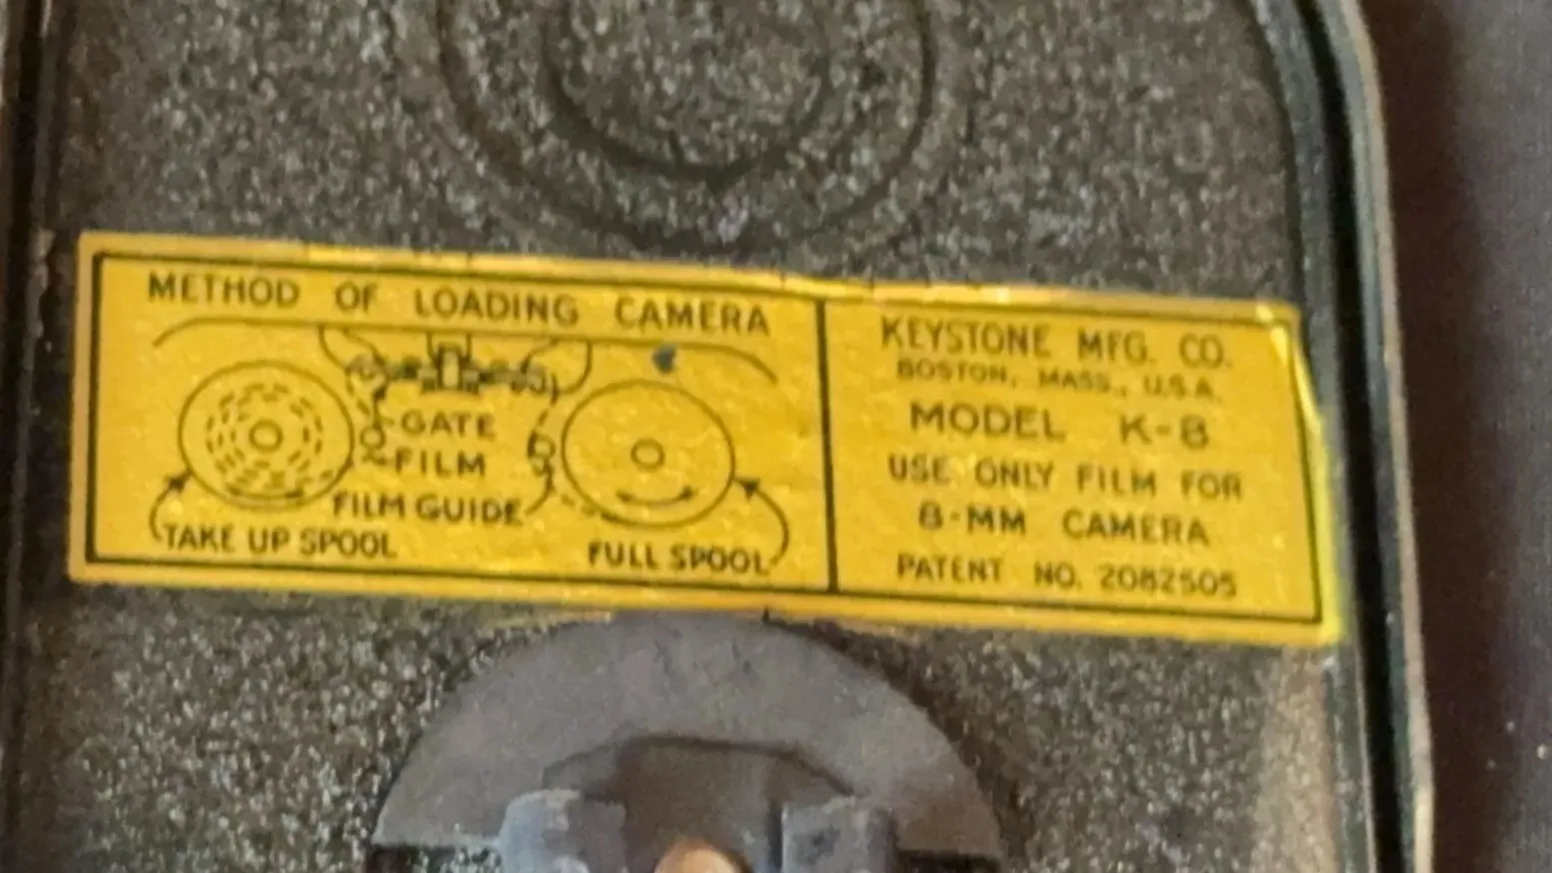 METHOD OF LOADING CAMERA
GATE
FILM
FILM GUIDE
TAKE UP SPOOL
FULL SPOOL
KEYSTONE MFG. CO.
BOSTON, MASS., U.S.A.
MODEL K-8
USE ONLY FILM FOR
8-MM CAMERA
PATENT NO. 2082505